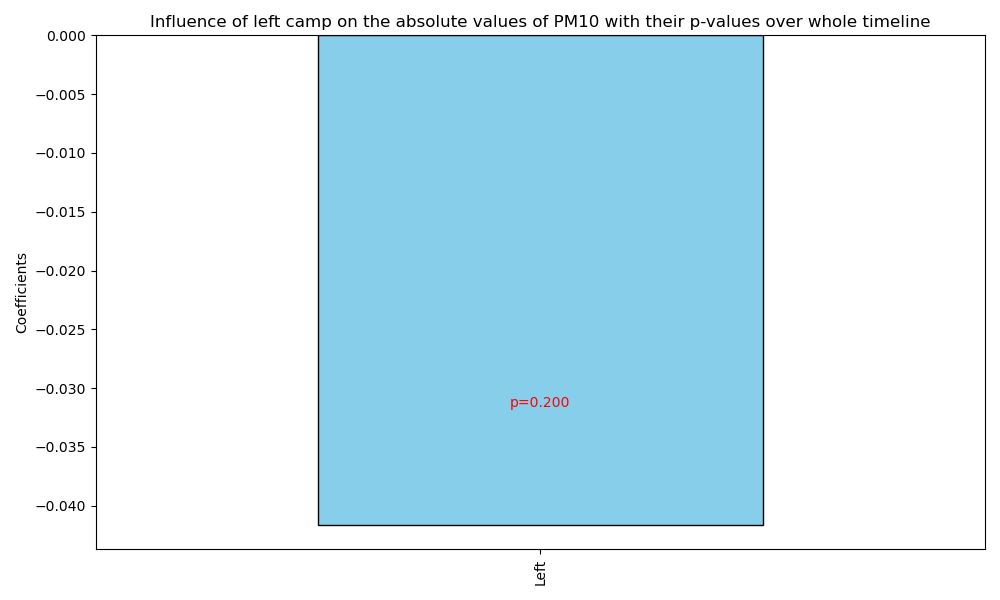 Influence of left camp on the absolute values of PM10 with their p-values over whole timeline
0.000
−0.005
−0.010
−0.015
−0.020
−0.025
−0.030
−0.035
−0.040
Coefficients
p=0.200
Left